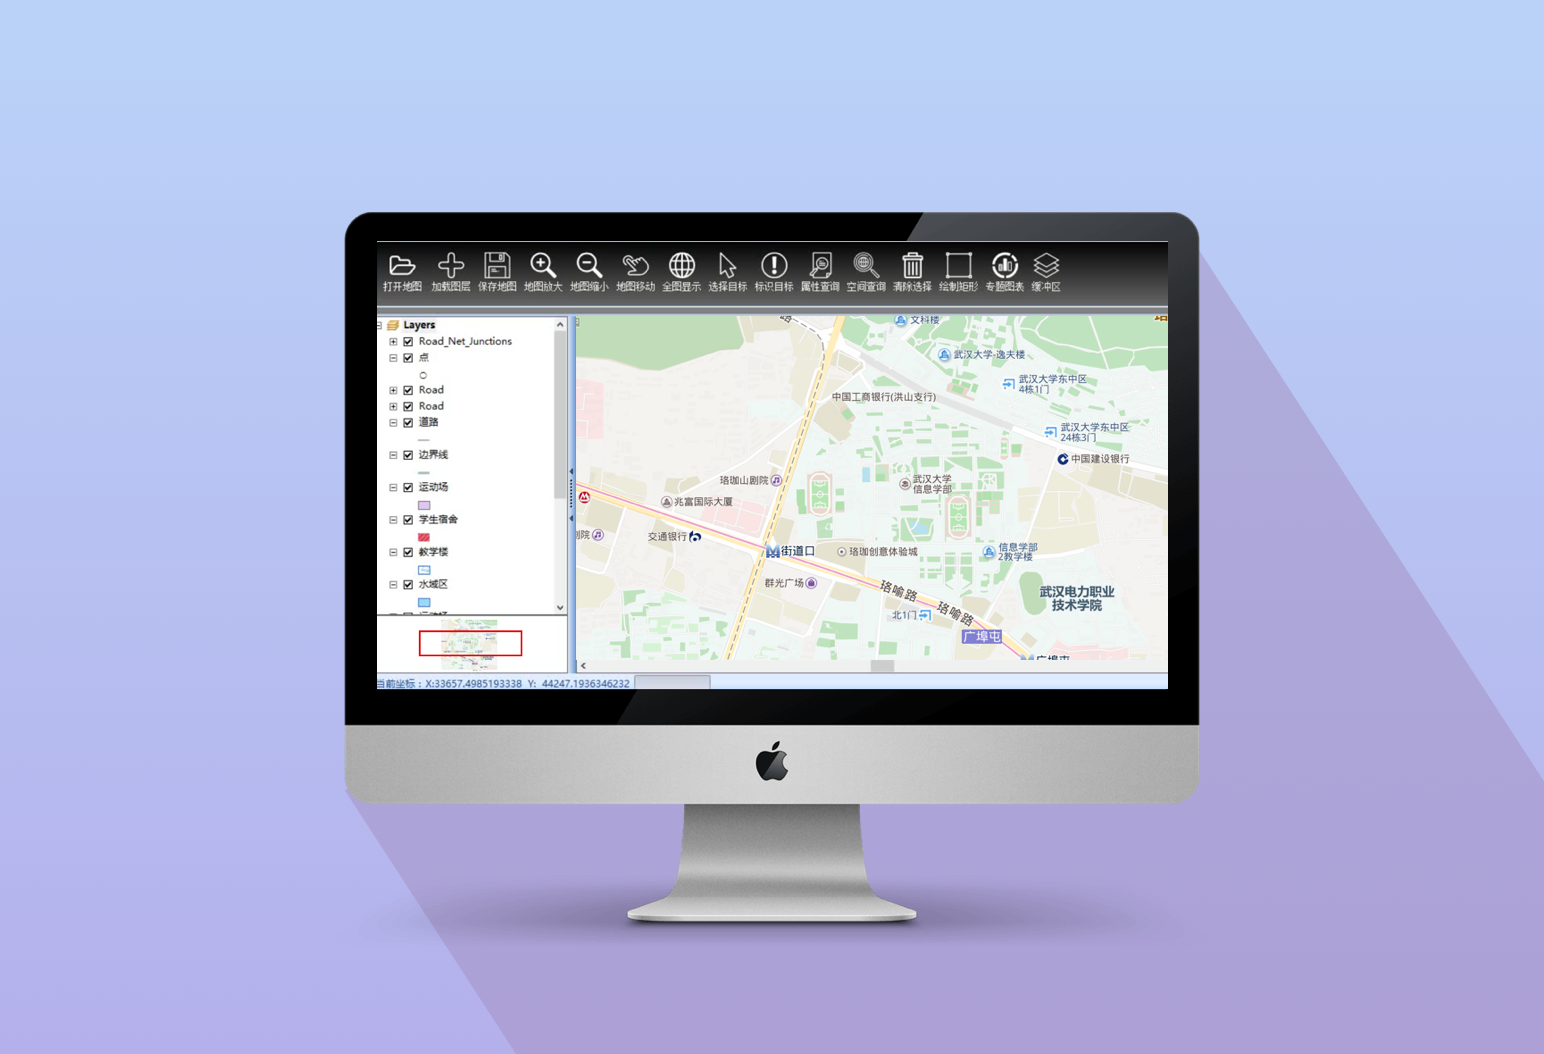 打开地图 加载图层 保存地图 地图放大 地图缩小 地图移动 全图显示 选择目标 标识目标 属性查询 空间查询 清除选择 绘制矩形 专题图表 缓冲区
Layers
Road_Net_Junctions
点
Road
Road
道路
边界线
运动场
学生宿舍
教学楼
水域区
当前坐标：X:33657.4985193338 Y: 44247.1936346232
路
文科楼
武汉大学-逸夫楼
武汉大学东中区
4栋1门
中国工商银行(洪山支行)
武汉大学东中区
24栋3门
中国建设银行
珞珈山剧院
武汉大学
信息学部
兆富国际大厦
剧院
交通银行
街道口
珞珈创意体验城
信息学部
2教学楼
群光广场
珞喻路
珞喻路
武汉电力职业
技术学院
北1门
广埠屯
广埠屯